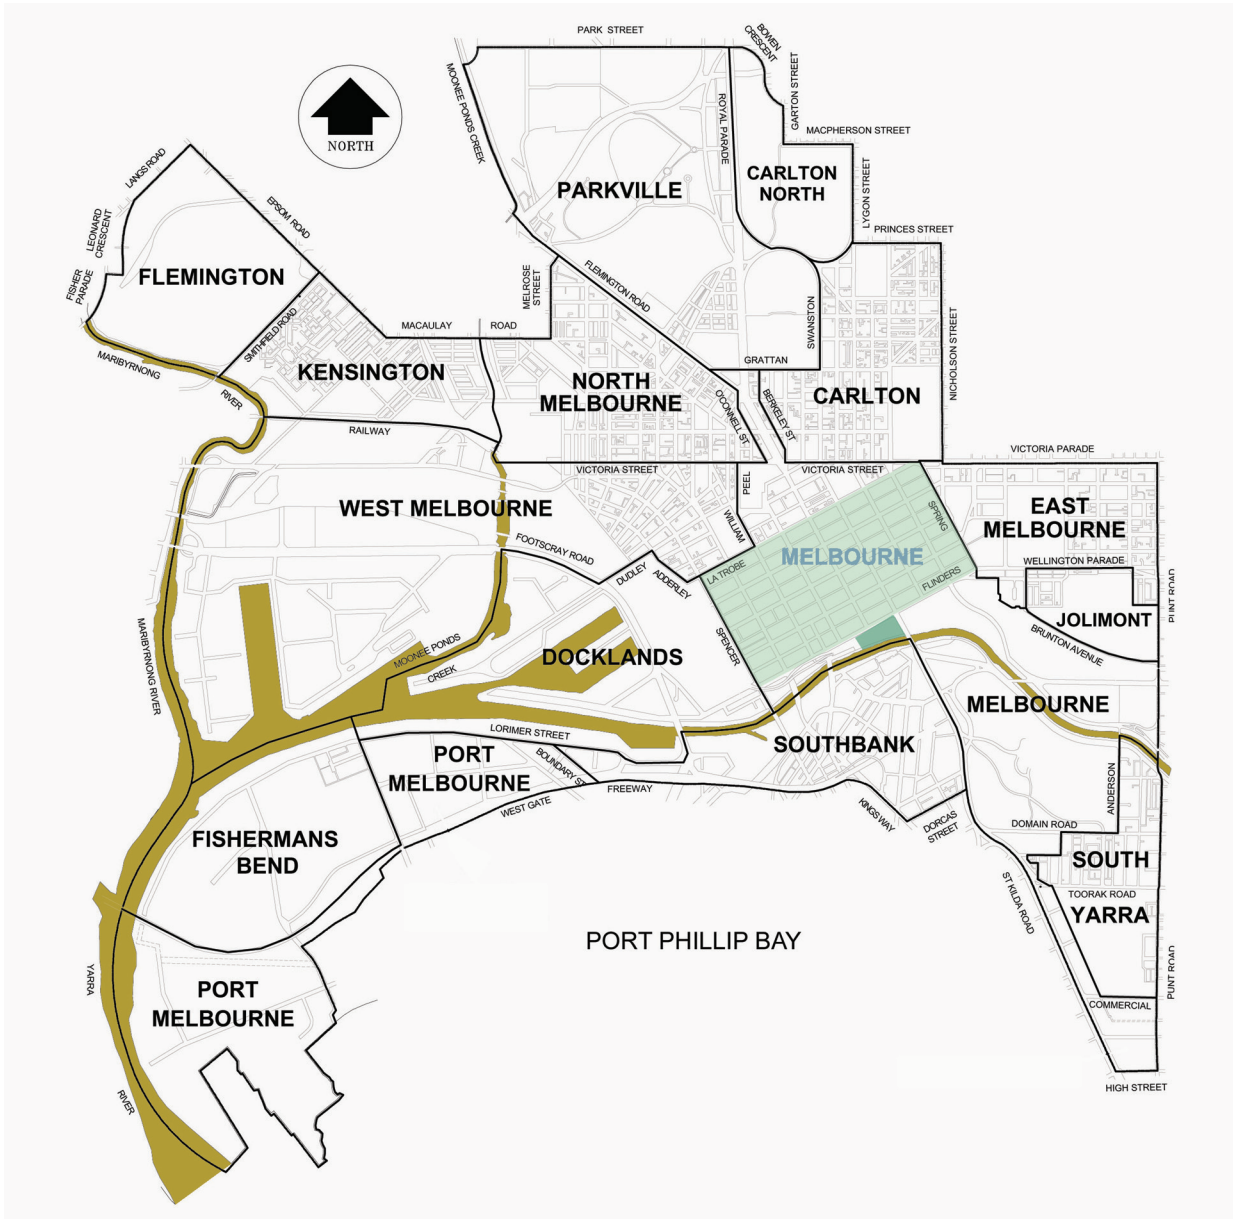 PARK STREET
BOWEN
CRESCENT
GARTON STREET
MOONEE PONDS CREEK
ROYAL PARADE
MACPHERSON STREET
NORTH
LANGS ROAD
CARLTON
NORTH
PARKVILLE
LYGON STREET
EPSOM ROAD
PRINCES STREET
LEONARD
CRESCENT
FISHER
PARADE
FLEMINGTON
MELROSE
STREET
FLEMINGTON ROAD
SWANSTON
NICHOLSON STREET
SMITHFIELD ROAD
MACAULAY
ROAD
MARIBYRNONG
RIVER
GRATTAN
KENSINGTON
NORTH
MELBOURNE
O'CONNELL ST.
BERKELEY ST
CARLTON
RAILWAY
VICTORIA PARADE
VICTORIA STREET
VICTORIA STREET
PEEL
WEST MELBOURNE
WILLIAM
SPRING
EAST
MELBOURNE
FOOTSCRAY ROAD
MELBOURNE
WELLINGTON PARADE
DUDLEY
ADDERLEY
LA TROBE
FLINDERS
PUNT ROAD
JOLIMONT
BRUNTON AVENUE
MARIBYRNONG RIVER
MOONEE PONDS
CREEK
DOCKLANDS
SPENCER
MELBOURNE
LORIMER STREET
SOUTHBANK
PORT
MELBOURNE
BOUNDARY ST.
FREEWAY
WEST GATE
ANDERSON
KINGS WAY
DORCAS
STREET
DOMAIN ROAD
FISHERMANS
BEND
SOUTH
YARRA
ST KILDA ROAD
TOORAK ROAD
PORT PHILLIP BAY
YARRA
PUNT ROAD
PORT
MELBOURNE
COMMERCIAL
RIVER
HIGH STREET